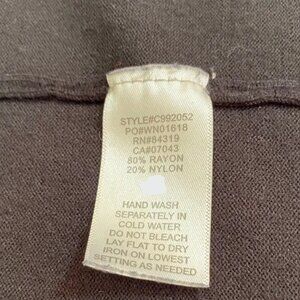 STYLE#C992052
PO#WN01618
RN#84319
CA#07043
80% RAYON
20% NYLON
HAND WASH
SEPARATELY IN
COLD WATER
DO NOT BLEACH
LAY FLAT TO DRY
IRON ON LOWEST
SETTING AS NEEDED